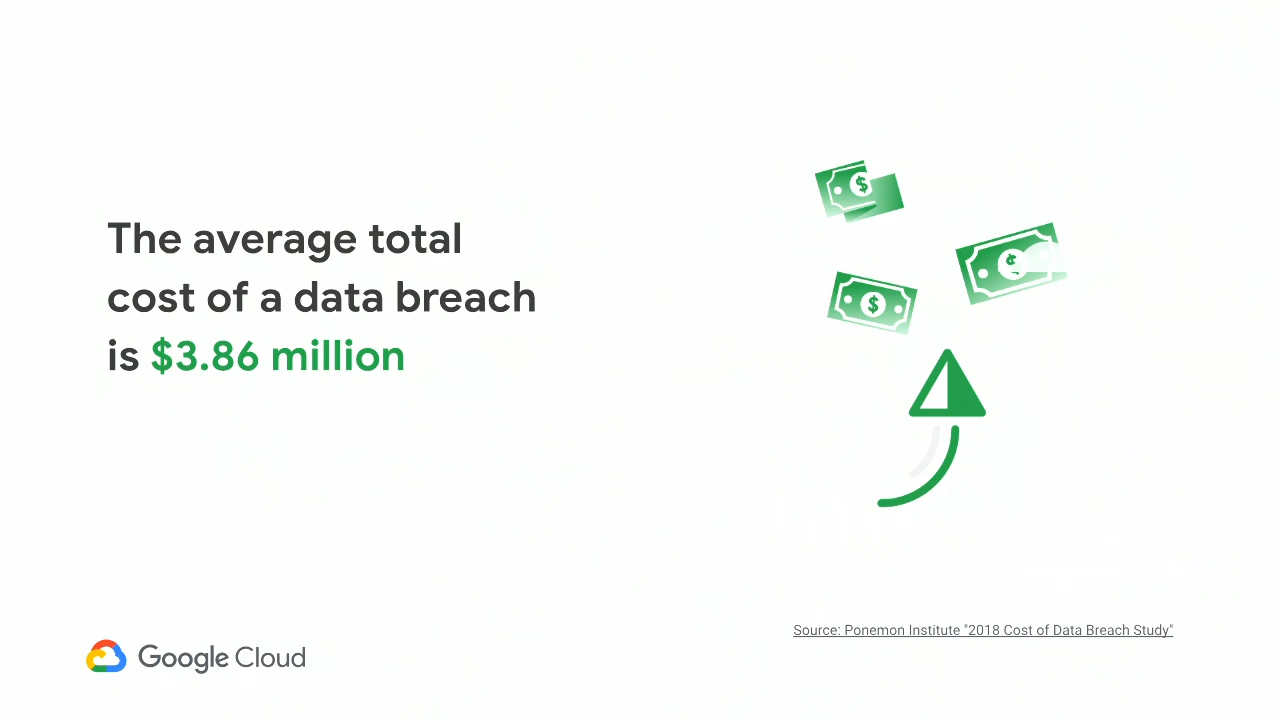 The average total
cost of a data breach
is $3.86 million
Source: Ponemon Institute "2018 Cost of Data Breach Study"
Google Cloud